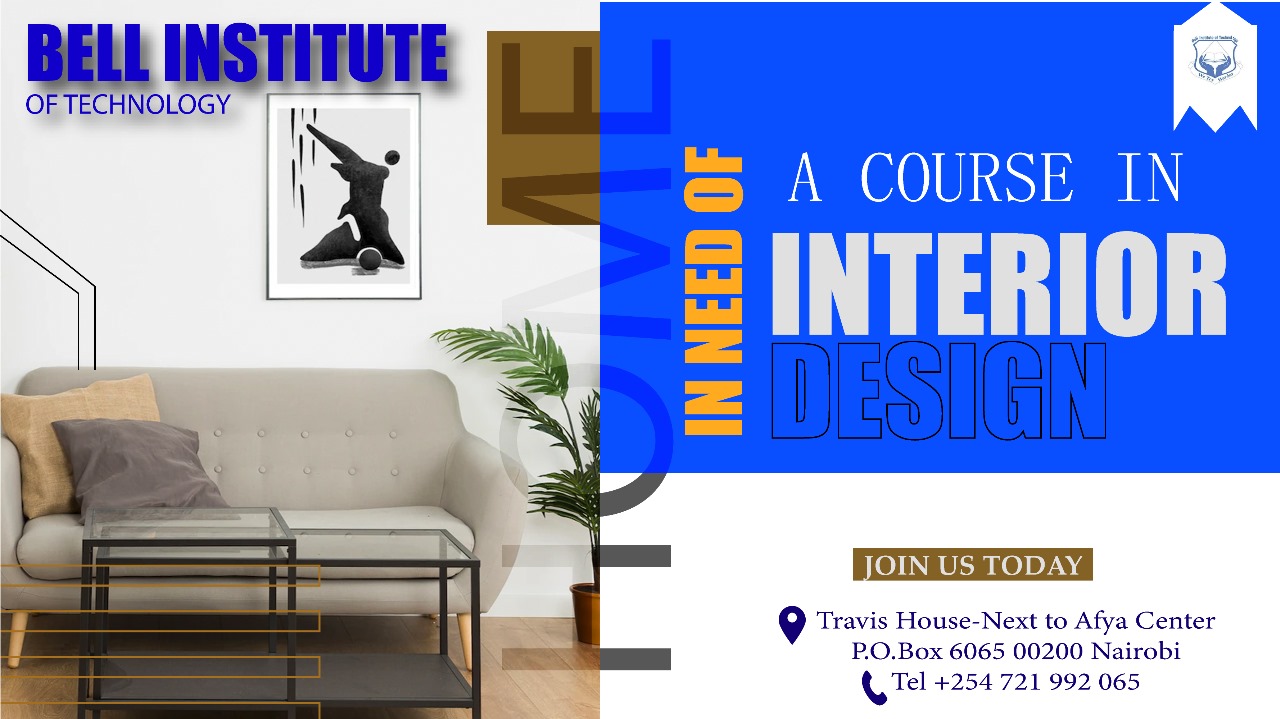 BELL INSTITUTE
OF TECHNOLOGY
HOME
IN NEED OF
A COURSE IN
INTERIOR
DESIGN
JOIN US TODAY
Travis House-Next to Afya Center
P.O.Box 6065 00200 Nairobi
Tel +254 721 992 065